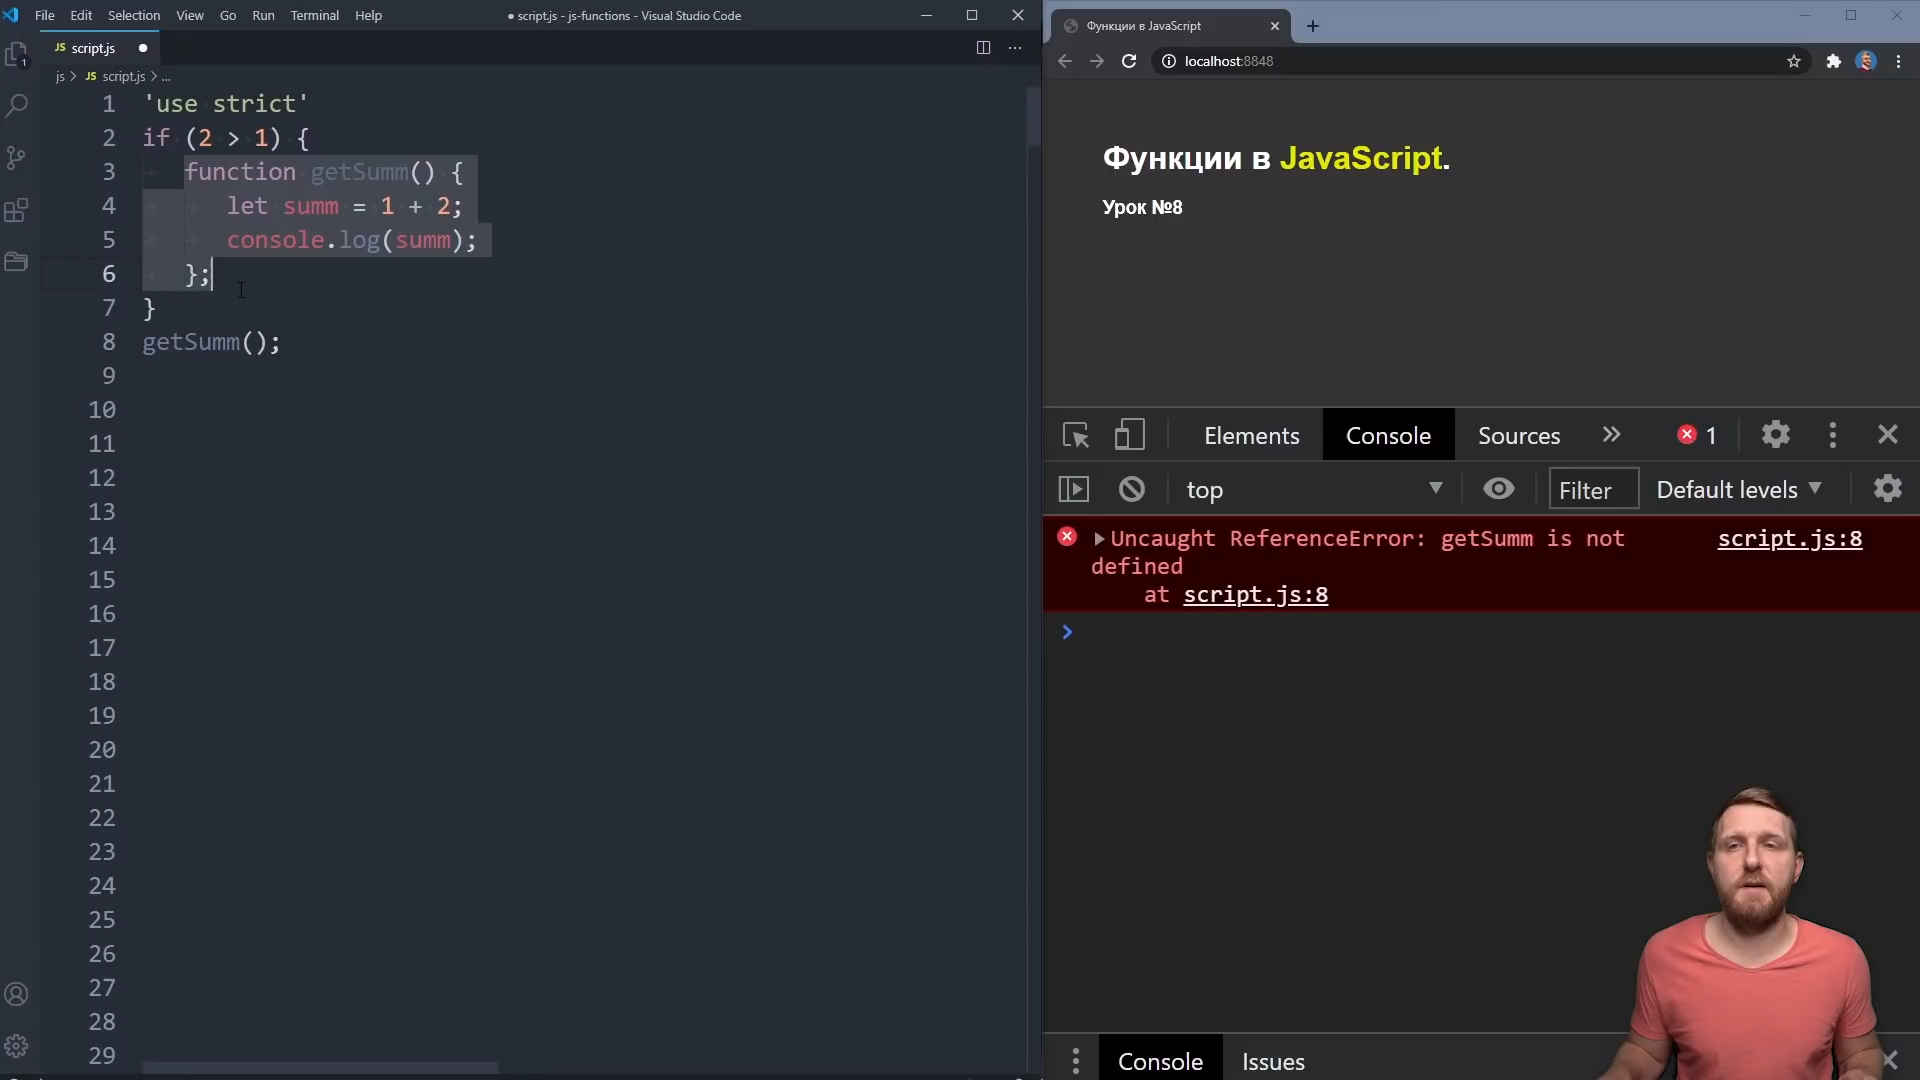 File Edit Selection View Go Run Terminal Help
● script.js - js-functions - Visual Studio Code
JS script.js ●
js > JS script.js > ...
1 'use strict'
2 if (2 > 1) {
3 function getSumm() {
4 let summ = 1 + 2;
5 console.log(summ);
6 };
7 }
8 getSumm();
9
10
11
12
13
14
15
16
17
18
19
20
21
22
23
24
25
26
27
28
29
1
Функции в JavaScript
localhost:8848
Функции в JavaScript.
Урок №8
Elements Console Sources 1
top Filter Default levels
Uncaught ReferenceError: getSumm is not script.js:8
defined
at script.js:8
Console Issues